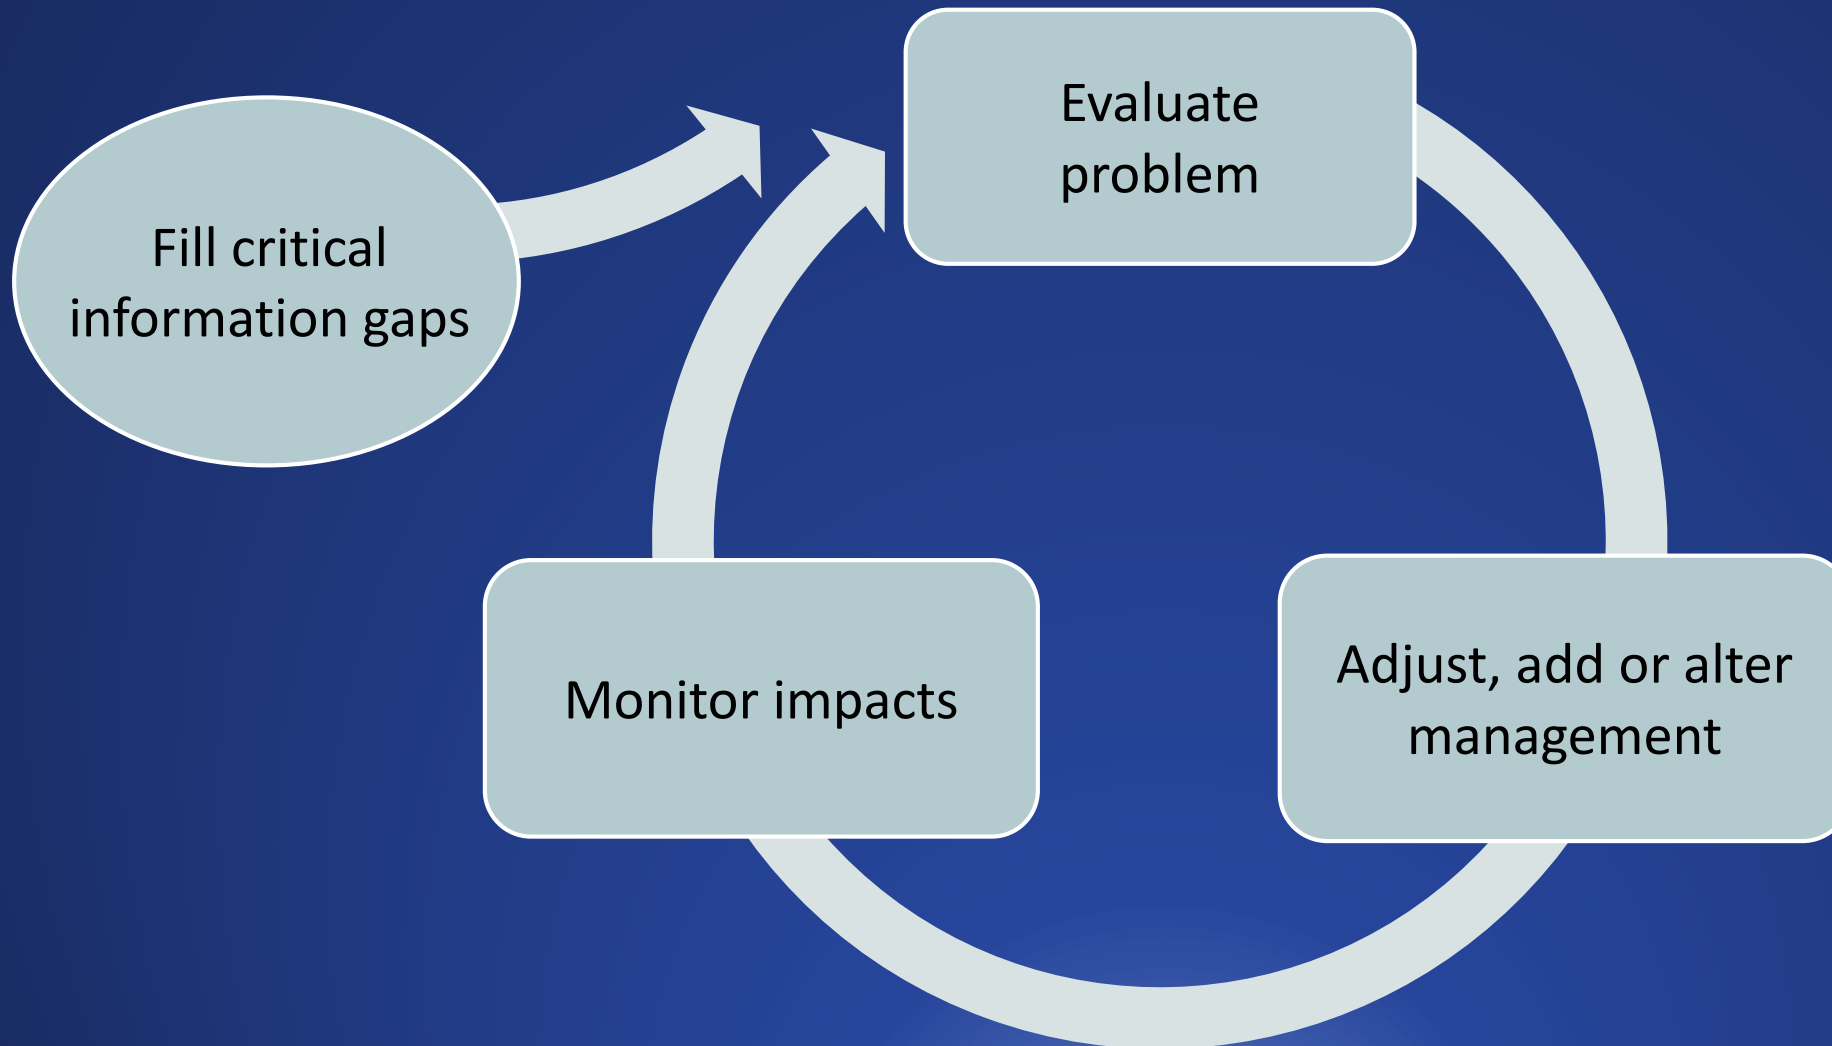 Evaluate
problem
Fill critical
information gaps
Monitor impacts
Adjust, add or alter
management